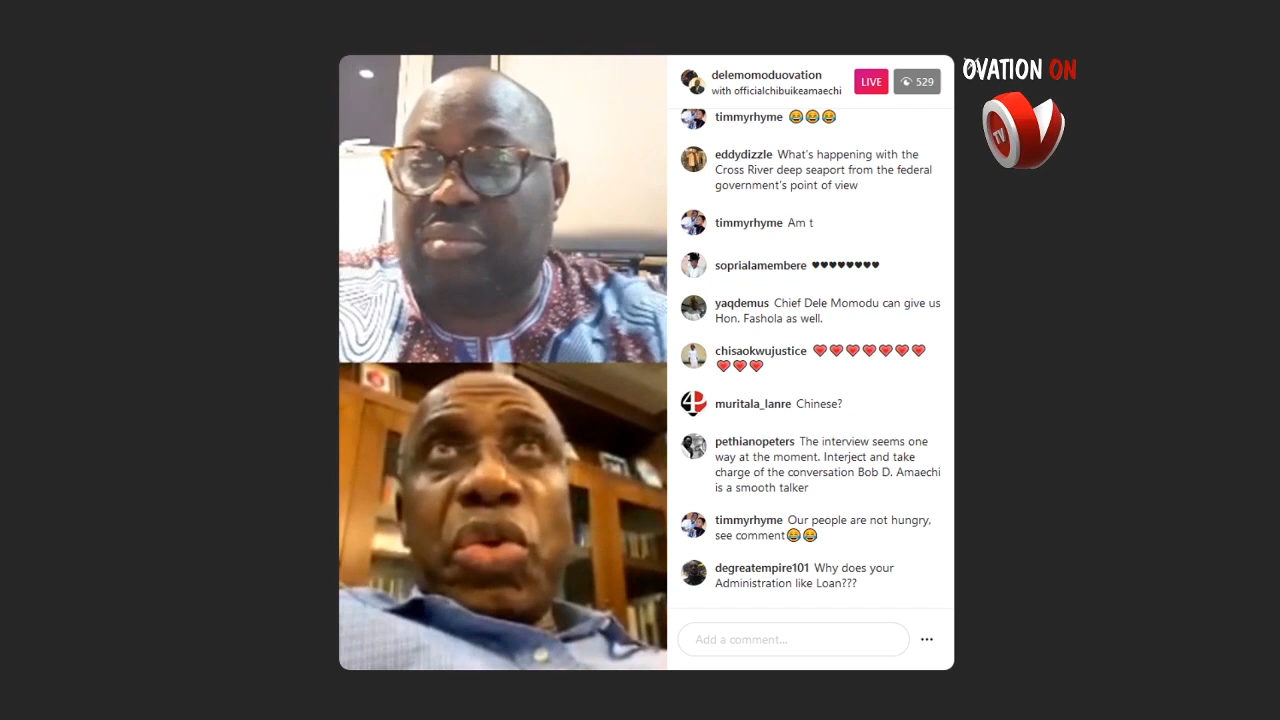 OVATION ON
TV
delemomoduovation
with officialchibuikeamaechi
LIVE
529
timmyrhyme 😂😂😂
eddydizzle What's happening with the
Cross River deep seaport from the federal
government's point of view
timmyrhyme Am t
soprialamembere ♥♥♥♥♥♥♥♥
yaqdemus Chief Dele Momodu can give us
Hon. Fashola as well.
chisaokwujustice ❤️❤️❤️❤️❤️❤️❤️
❤️❤️❤️
muritala_lanre Chinese?
pethianopeters The interview seems one
way at the moment. Interject and take
charge of the conversation Bob D. Amaechi
is a smooth talker
timmyrhyme Our people are not hungry,
see comment😂😂
degreatempire101 Why does your
Administration like Loan???
Add a comment...